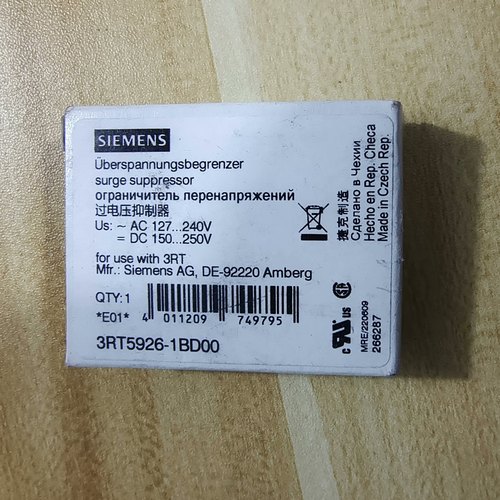 SIEMENS
Überspannungsbegrenzer
surge suppressor
ограничитель перенапряжений
过电压抑制器
Us: ~ AC 127...240V
= DC 150...250V
for use with 3RT
Mfr.: Siemens AG, DE-92220 Amberg
QTY: 1
*E01*
4 011209 749795
3RT5926-1BD00
捷克制造
Сделано в Чехии
Hecho en Rep. Checa
Made in Czech Rep.
C US
MRE/220609
266287